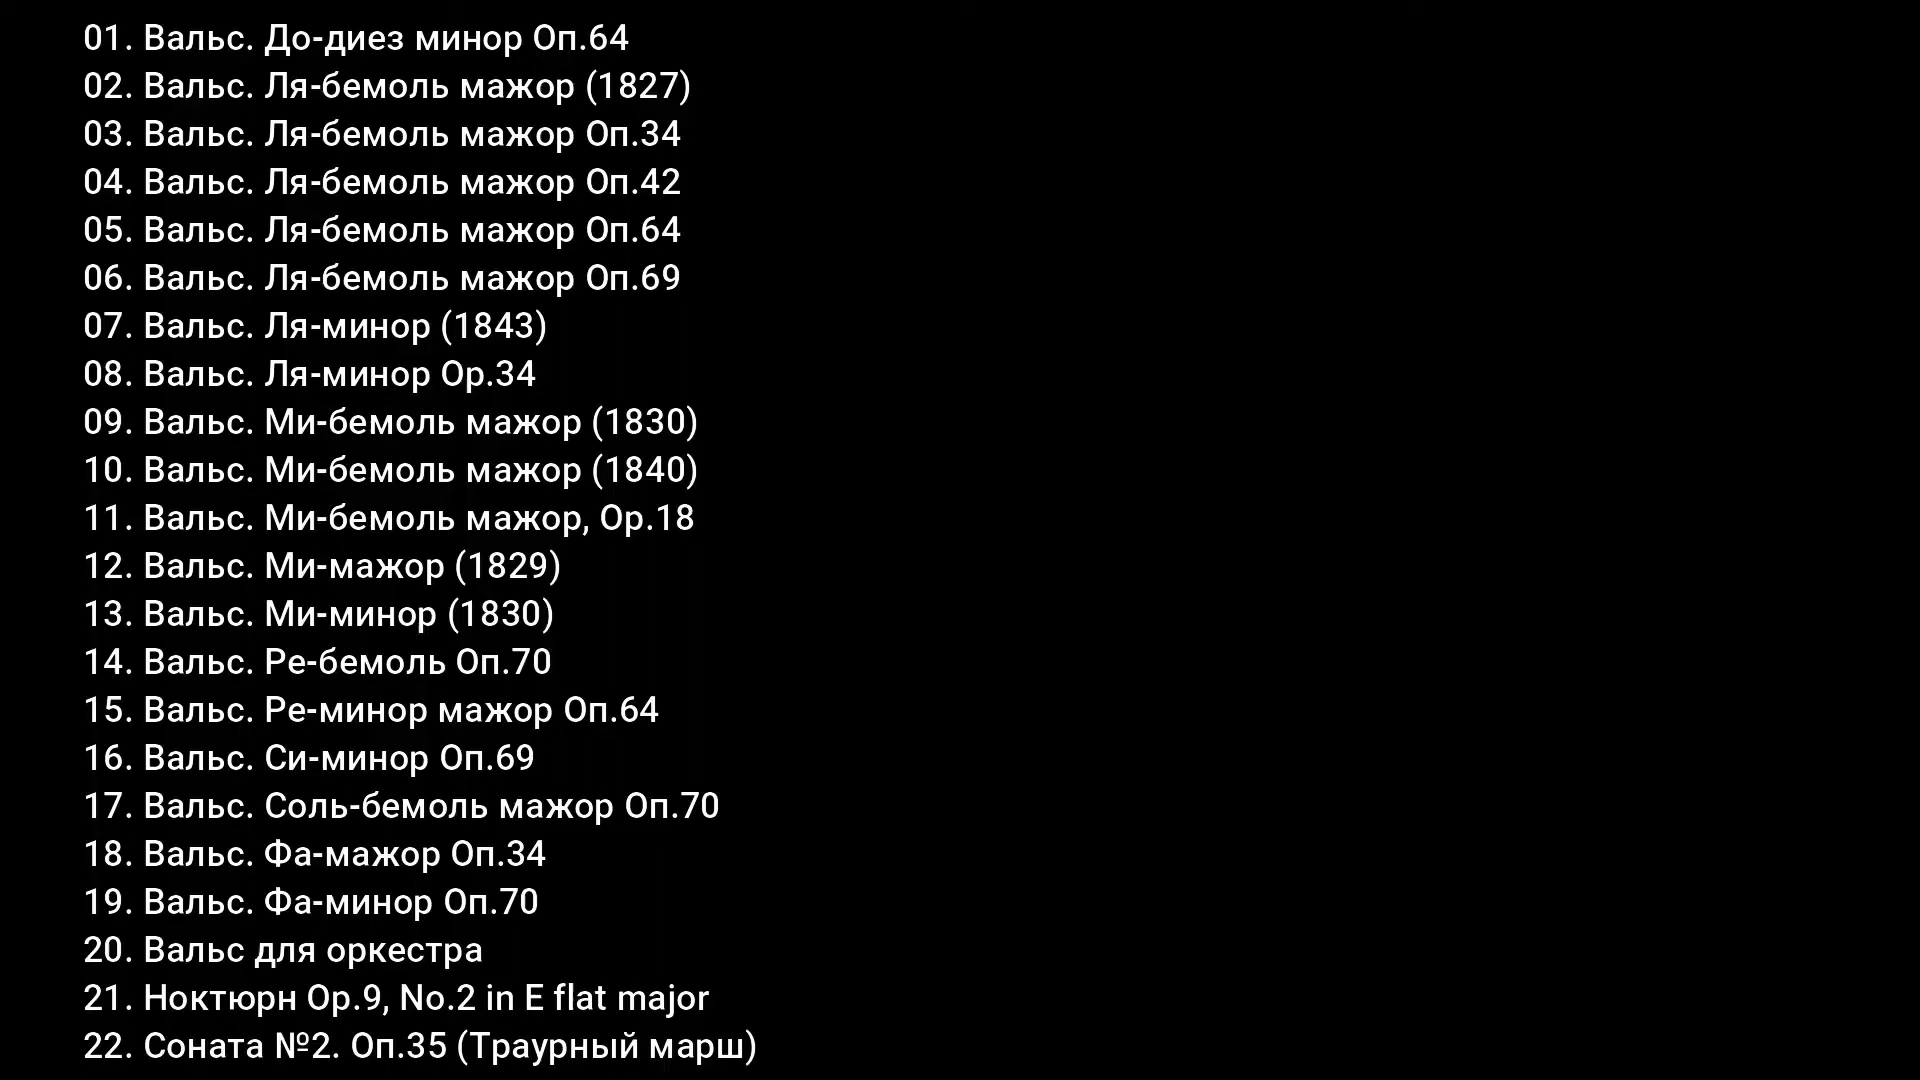 01. Вальс. До-диез минор Оп.64
02. Вальс. Ля-бемоль мажор (1827)
03. Вальс. Ля-бемоль мажор Оп.34
04. Вальс. Ля-бемоль мажор Оп.42
05. Вальс. Ля-бемоль мажор Оп.64
06. Вальс. Ля-бемоль мажор Оп.69
07. Вальс. Ля-минор (1843)
08. Вальс. Ля-минор Op.34
09. Вальс. Ми-бемоль мажор (1830)
10. Вальс. Ми-бемоль мажор (1840)
11. Вальс. Ми-бемоль мажор, Op.18
12. Вальс. Ми-мажор (1829)
13. Вальс. Ми-минор (1830)
14. Вальс. Ре-бемоль Оп.70
15. Вальс. Ре-минор мажор Оп.64
16. Вальс. Си-минор Оп.69
17. Вальс. Соль-бемоль мажор Оп.70
18. Вальс. Фа-мажор Оп.34
19. Вальс. Фа-минор Оп.70
20. Вальс для оркестра
21. Ноктюрн Op.9, No.2 in E flat major
22. Соната №2. Оп.35 (Траурный марш)